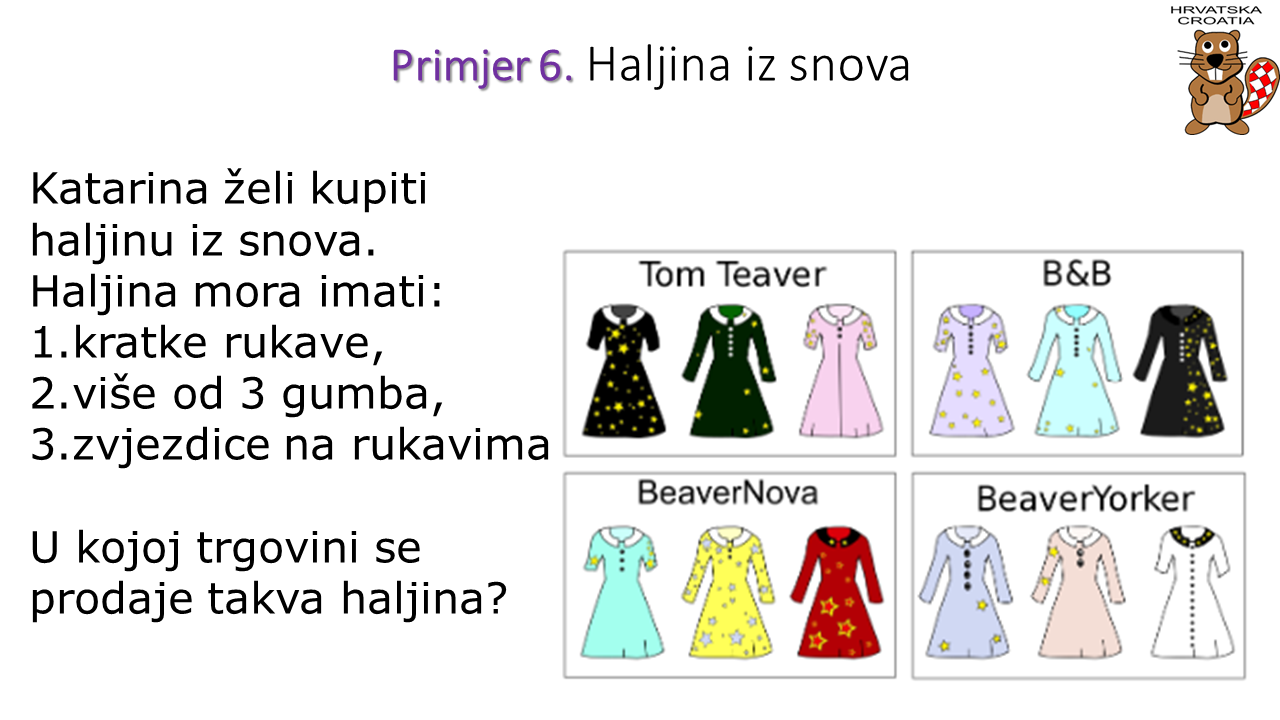 HRVATSKA
CROATIA
Primjer 6. Haljina iz snova
Katarina želi kupiti
haljinu iz snova.
Haljina mora imati:
1.kratke rukave,
2.više od 3 gumba,
3.zvjezdice na rukavima
U kojoj trgovini se
prodaje takva haljina?
Tom Teaver
B&B
BeaverNova
BeaverYorker